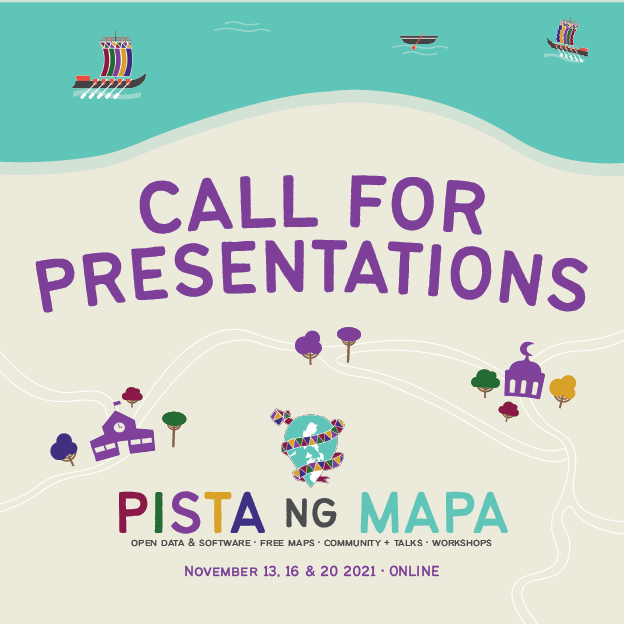 CALL FOR
PRESENTATIONS
PISTA NG MAPA
OPEN DATA & SOFTWARE · FREE MAPS · COMMUNITY + TALKS · WORKSHOPS
NOVEMBER 13, 16 & 20 2021 · ONLINE